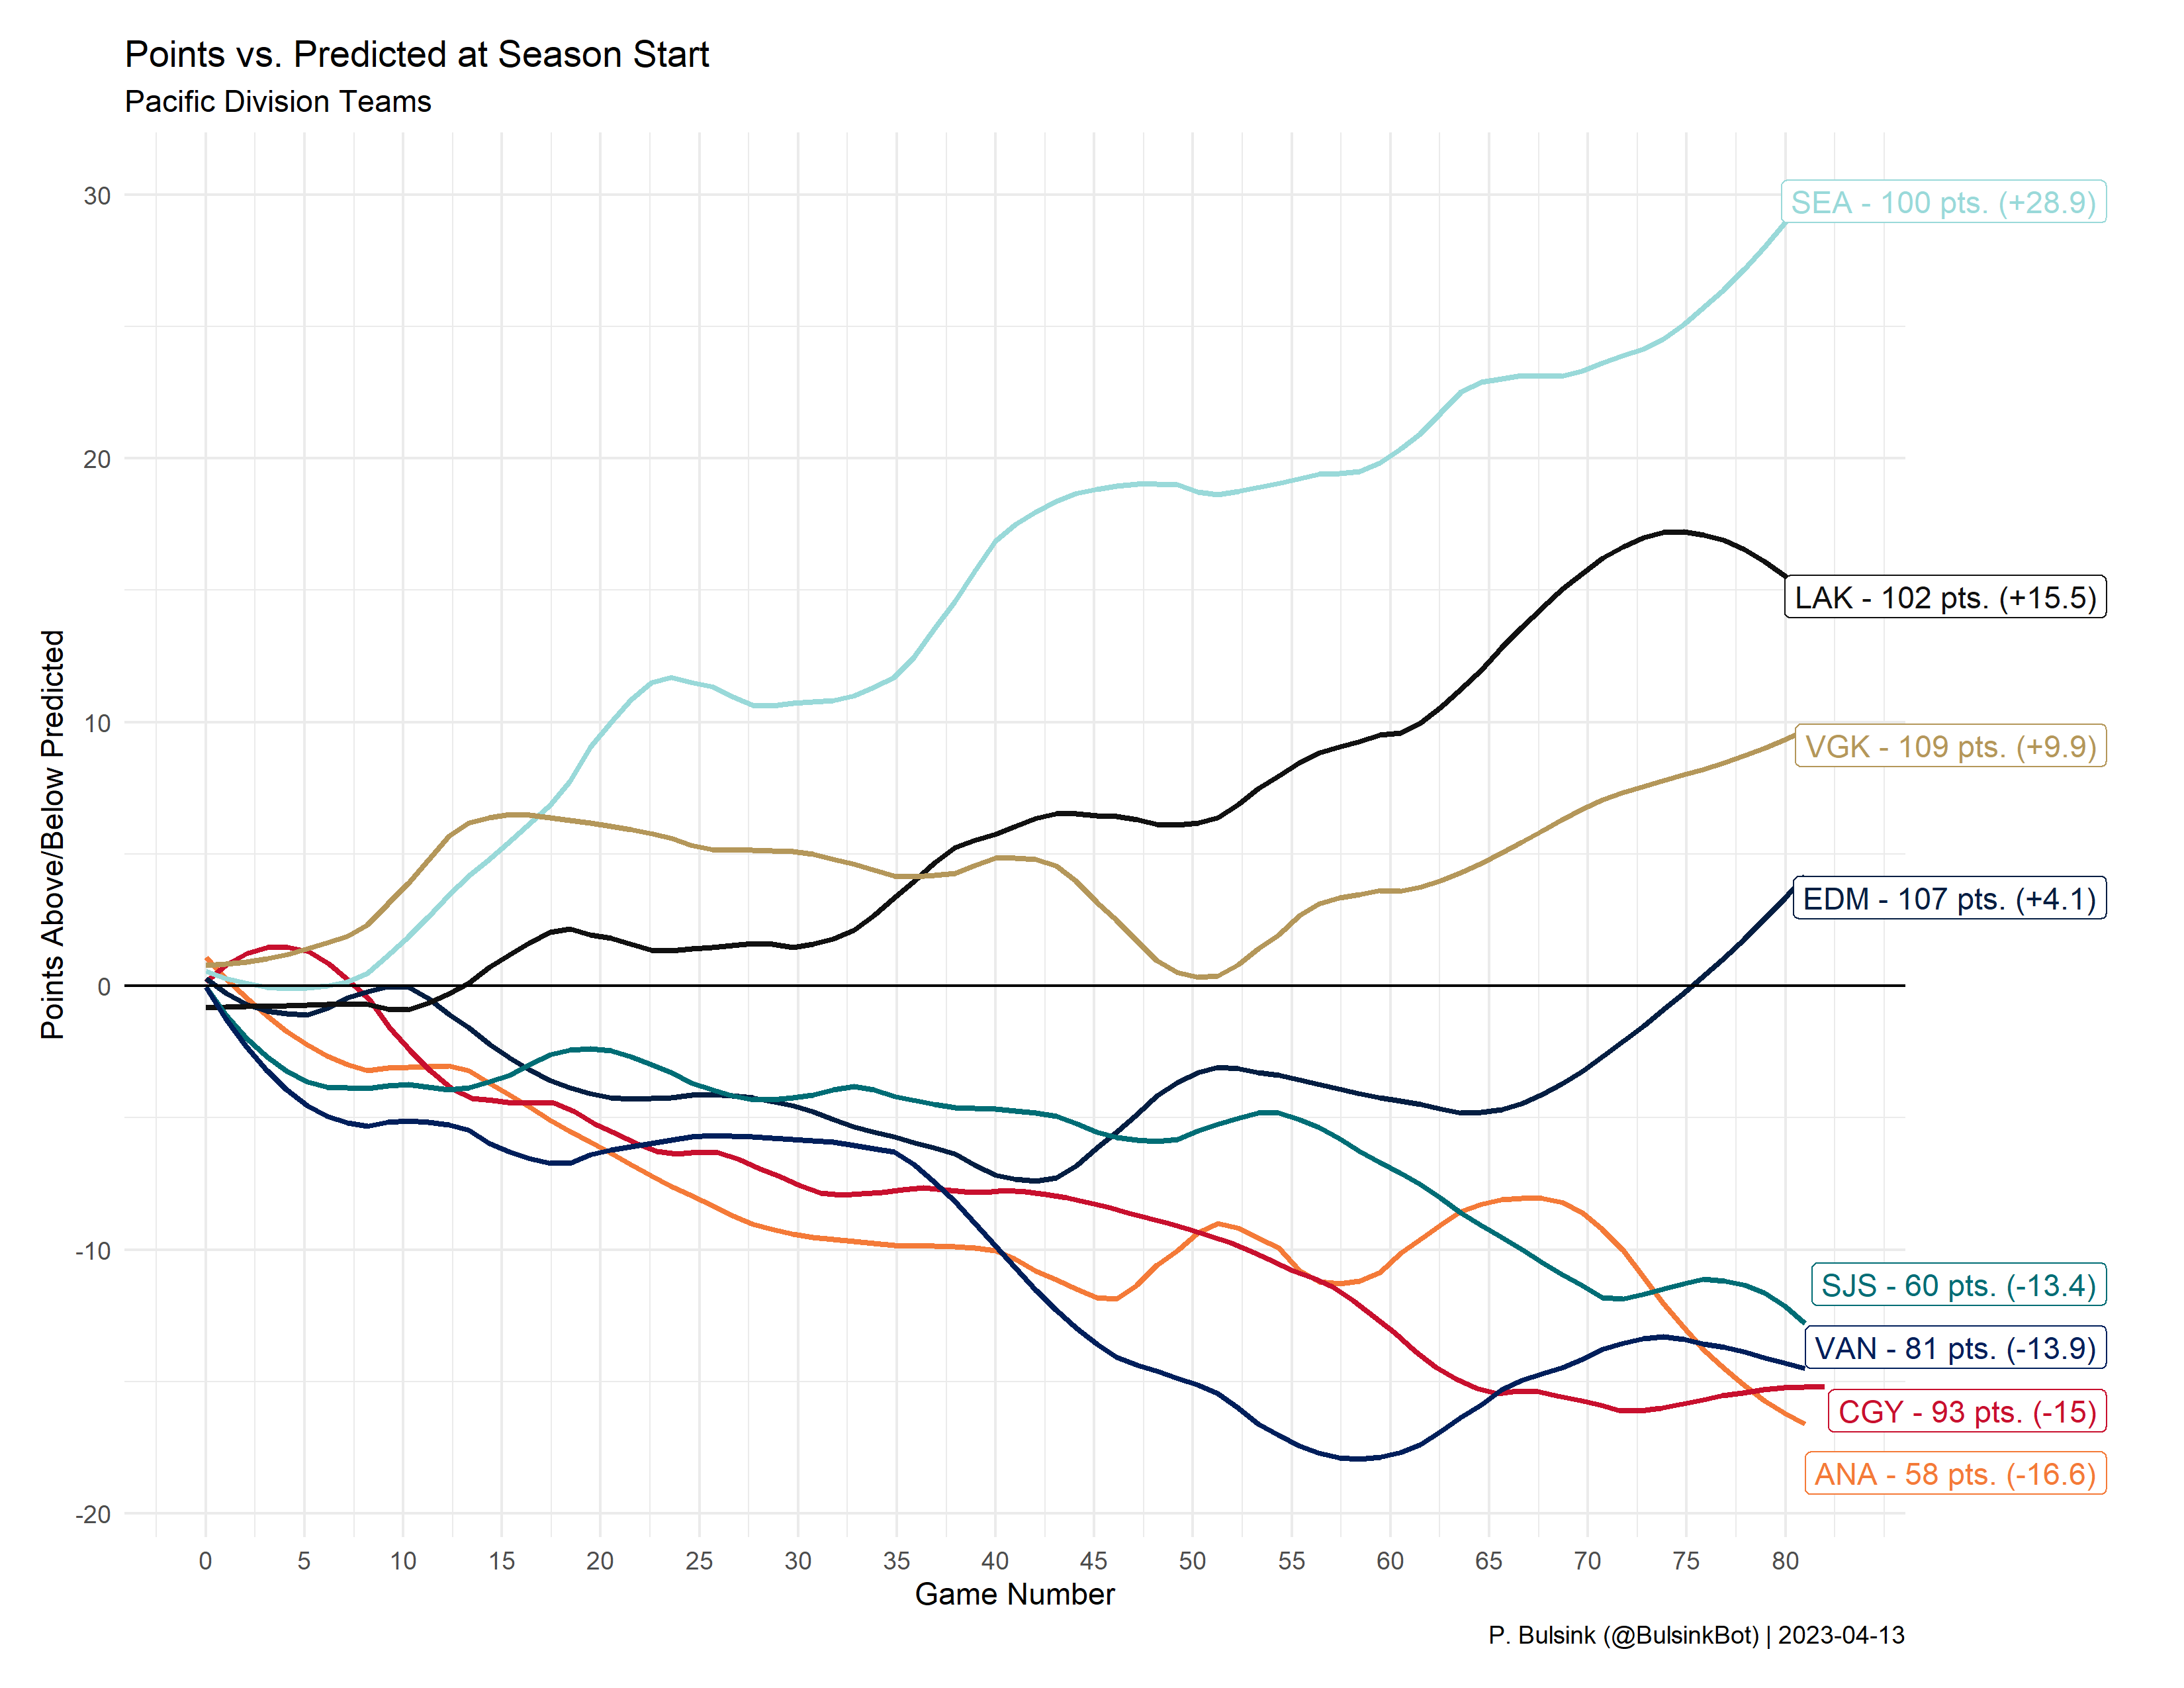 Points vs. Predicted at Season Start
Pacific Division Teams
Points Above/Below Predicted
30
20
10
0
-10
-20
SEA - 100 pts. (+28.9)
LAK - 102 pts. (+15.5)
VGK - 109 pts. (+9.9)
EDM - 107 pts. (+4.1)
SJS - 60 pts. (-13.4)
VAN - 81 pts. (-13.9)
CGY - 93 pts. (-15)
ANA - 58 pts. (-16.6)
0 5 10 15 20 25 30 35 40 45 50 55 60 65 70 75 80
Game Number
P. Bulsink (@BulsinkBot) | 2023-04-13